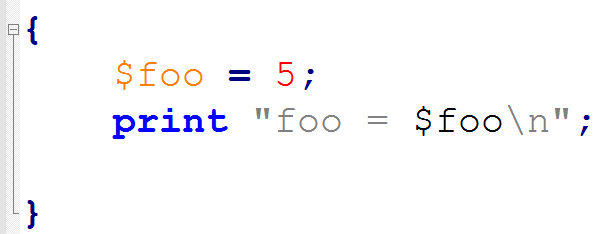 {
$foo = 5;
print "foo = $foo\n";
}